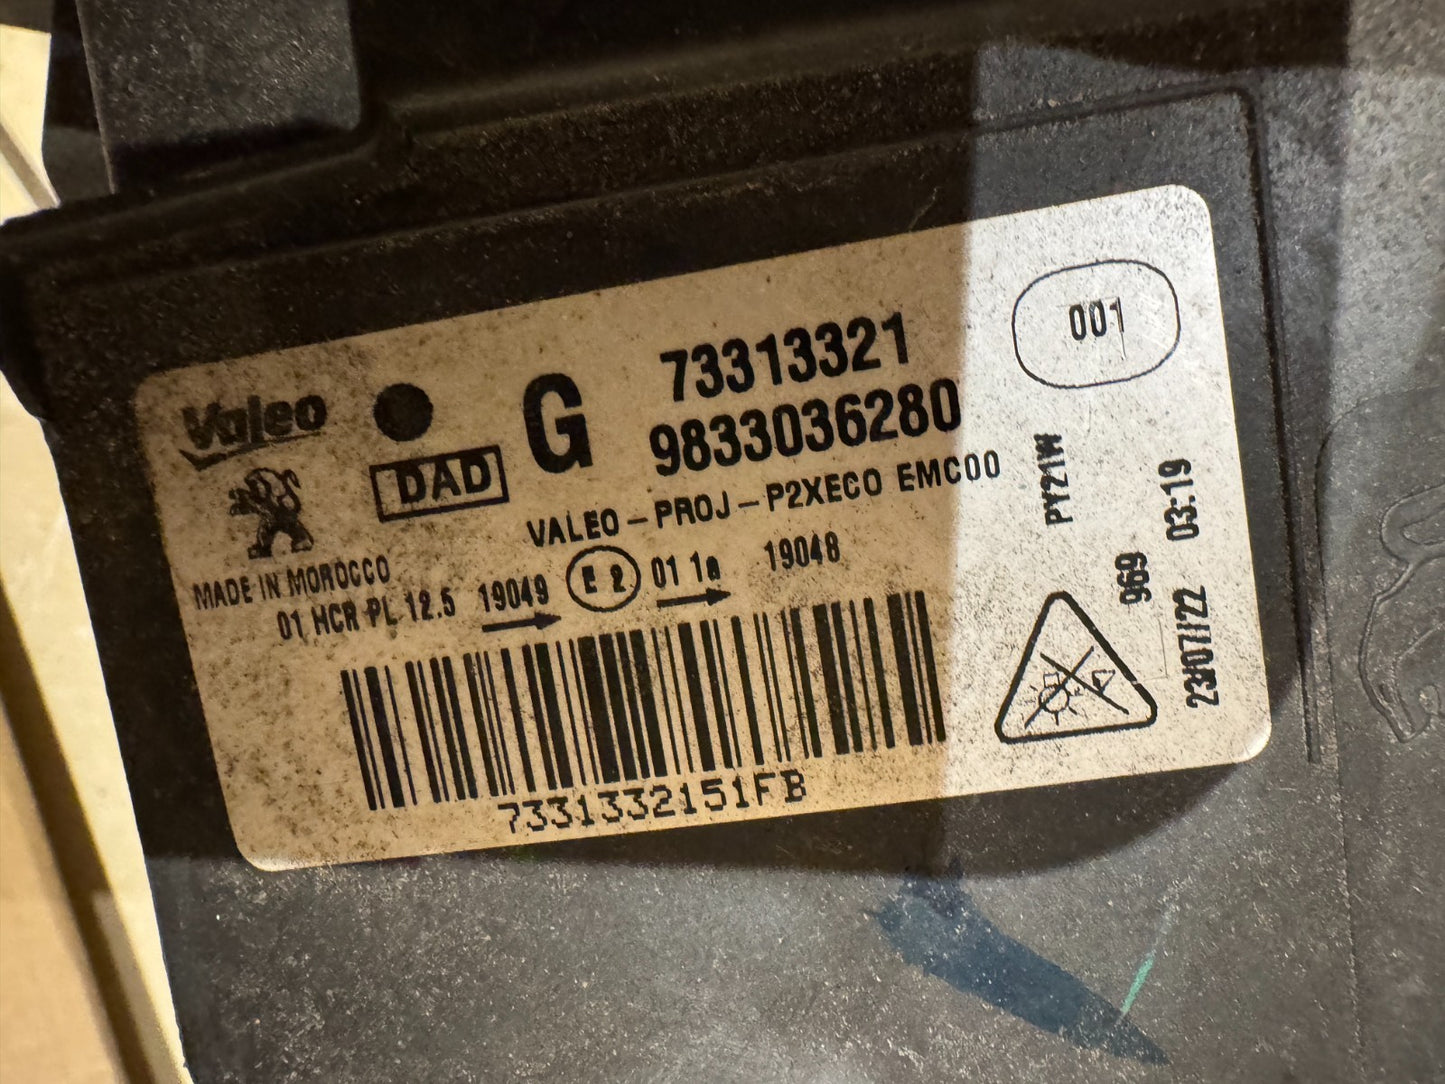 Valeo
DAD
G
73313321
9833036280
001
VALEO-PROJ-P2XECO EMC00
MADE IN MOROCCO
01 HCR PL 12.5 19049 E 2 01 1a 19048
PY21W
969
23/07/22 03:19
7331332151FB